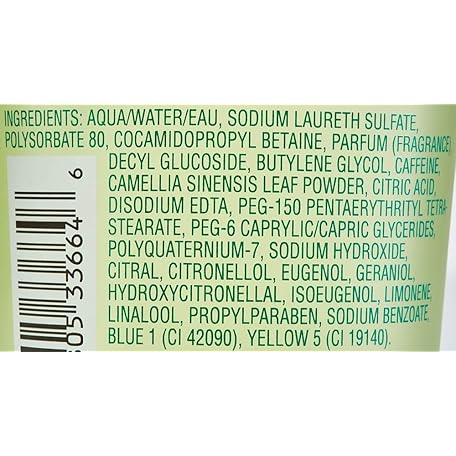 INGREDIENTS: AQUA/WATER/EAU, SODIUM LAURETH SULFATE,
POLYSORBATE 80, COCAMIDOPROPYL BETAINE, PARFUM (FRAGRANCE)
DECYL GLUCOSIDE, BUTYLENE GLYCOL, CAFFEINE,
CAMELLIA SINENSIS LEAF POWDER, CITRIC ACID,
DISODIUM EDTA, PEG-150 PENTAERYTHRITYL TETRA-
STEARATE, PEG-6 CAPRYLIC/CAPRIC GLYCERIDES,
POLYQUATERNIUM-7, SODIUM HYDROXIDE,
CITRAL, CITRONELLOL, EUGENOL, GERANIOL,
HYDROXYCITRONELLAL, ISOEUGENOL, LIMONENE,
LINALOOL, PROPYLPARABEN, SODIUM BENZOATE,
BLUE 1 (CI 42090), YELLOW 5 (CI 19140).
305 33664 6